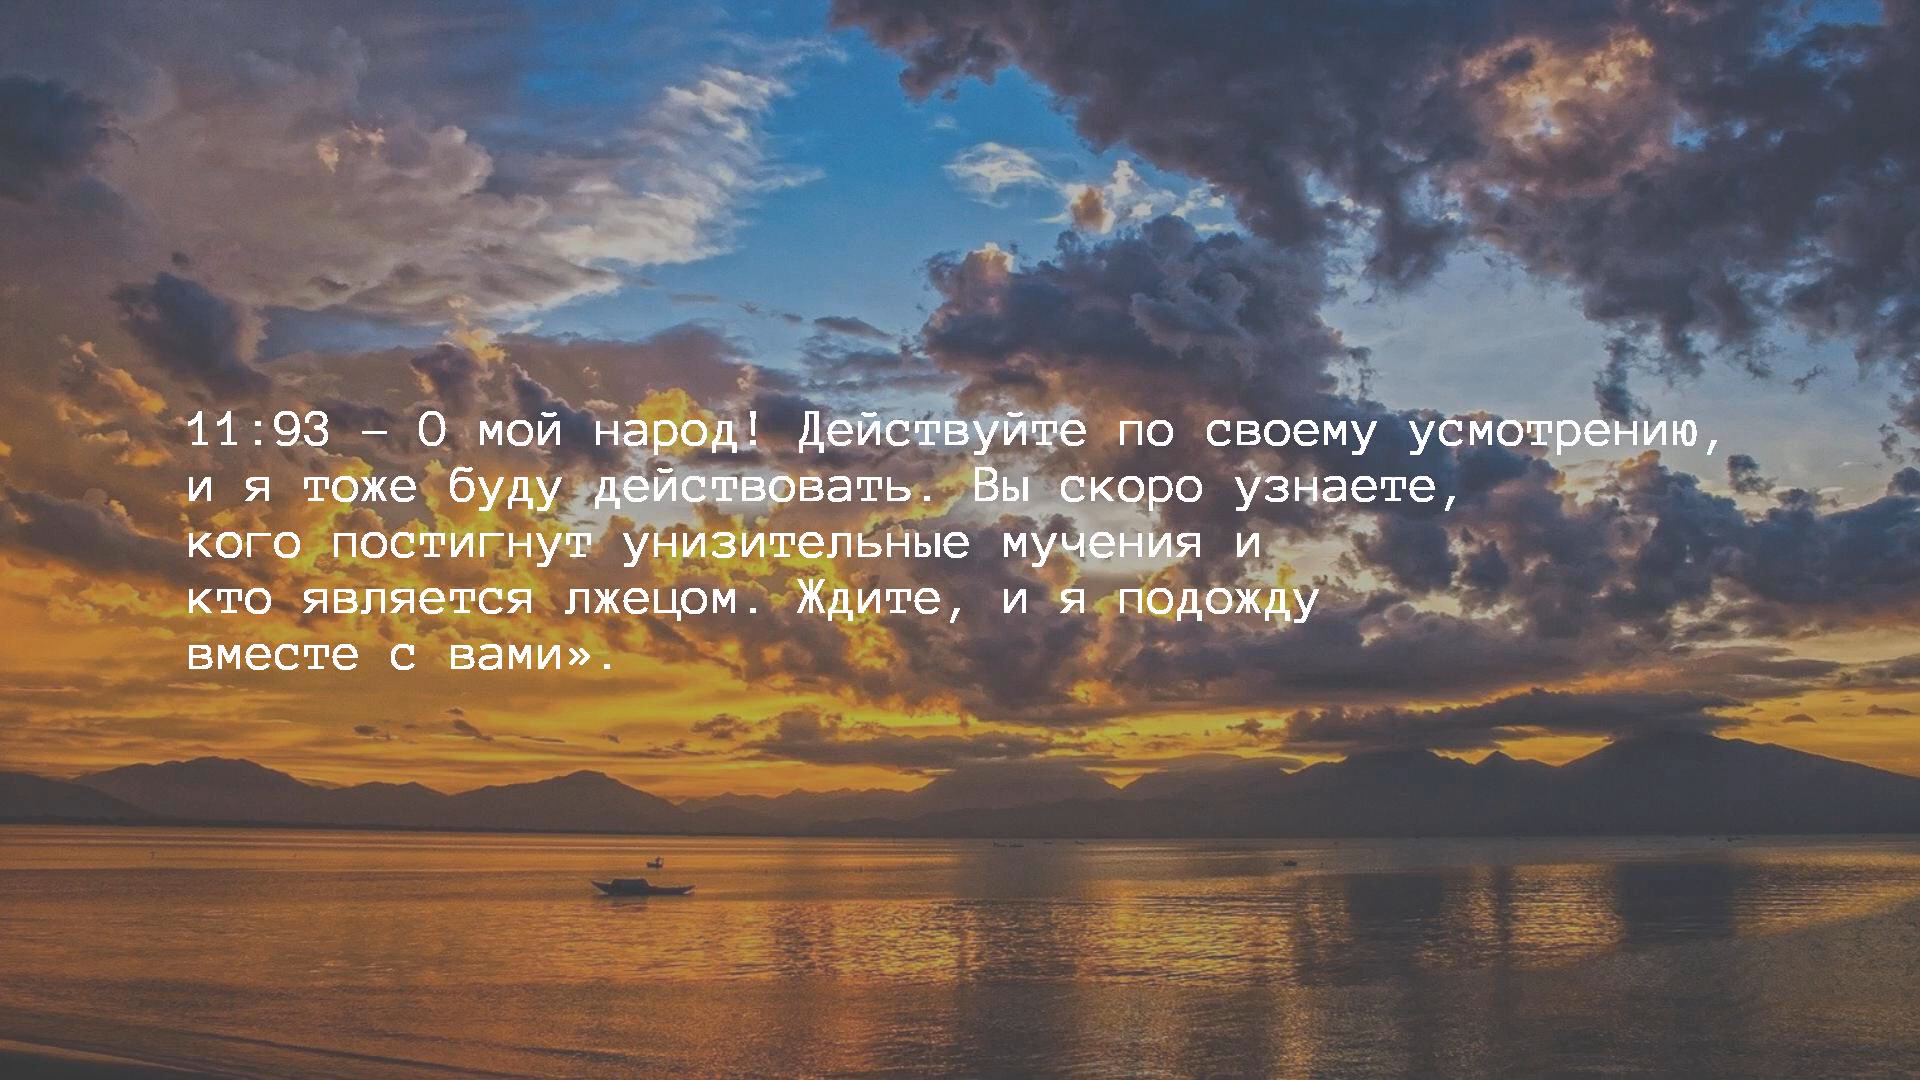 11:93 – О мой народ! Действуйте по своему усмотрению,
и я тоже буду действовать. Вы скоро узнаете,
кого постигнут унизительные мучения и
кто является лжецом. Ждите, и я подожду
вместе с вами».